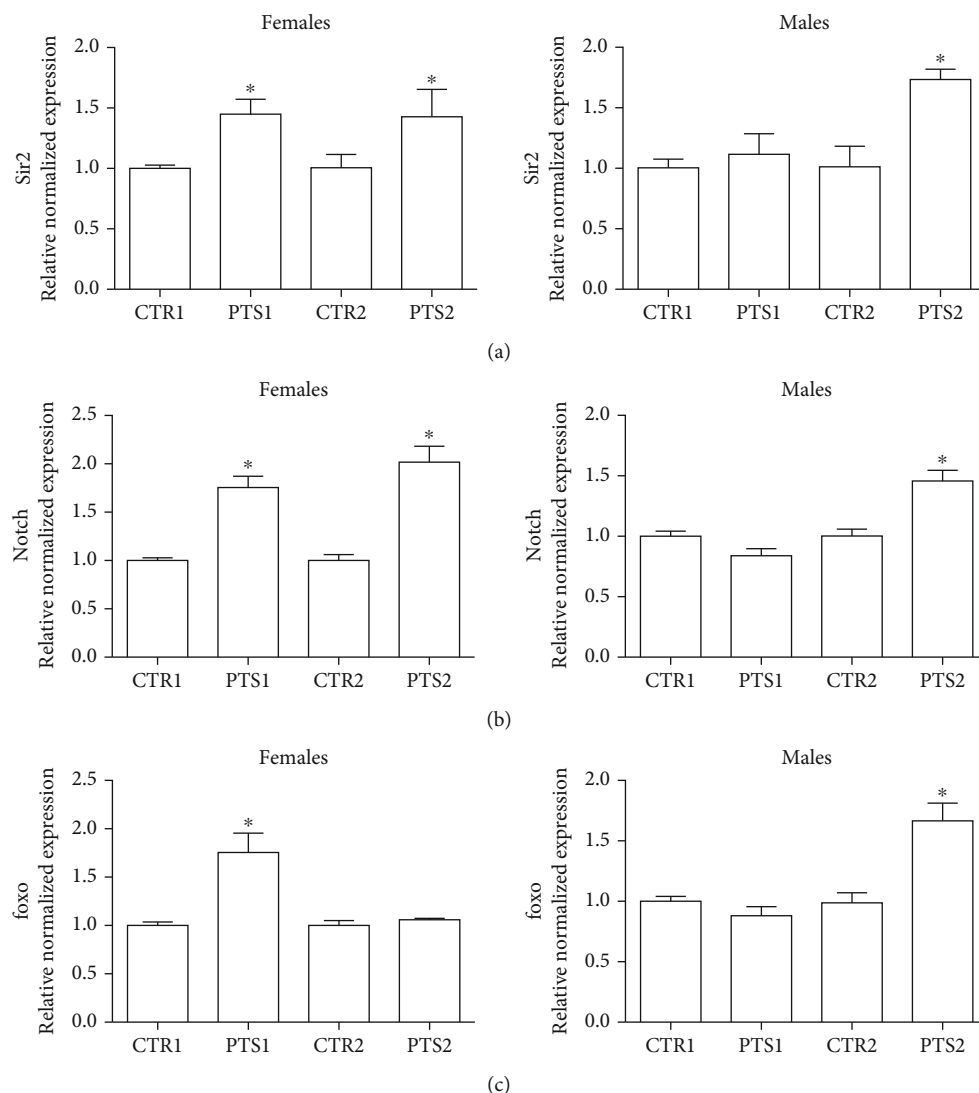 Females
Sir2
Relative normalized expression
2.0
1.5
1.0
0.5
0.0
*
*
CTR1 PTS1 CTR2 PTS2
Males
Sir2
Relative normalized expression
2.0
1.5
1.0
0.5
0.0
*
CTR1 PTS1 CTR2 PTS2
(a)
Females
Notch
Relative normalized expression
2.5
2.0
1.5
1.0
0.5
0.0
*
*
CTR1 PTS1 CTR2 PTS2
Males
Notch
Relative normalized expression
2.0
1.5
1.0
0.5
0.0
*
CTR1 PTS1 CTR2 PTS2
(b)
Females
foxo
Relative normalized expression
2.5
2.0
1.5
1.0
0.5
0.0
*
CTR1 PTS1 CTR2 PTS2
Males
foxo
Relative normalized expression
2.0
1.5
1.0
0.5
0.0
*
CTR1 PTS1 CTR2 PTS2
(c)